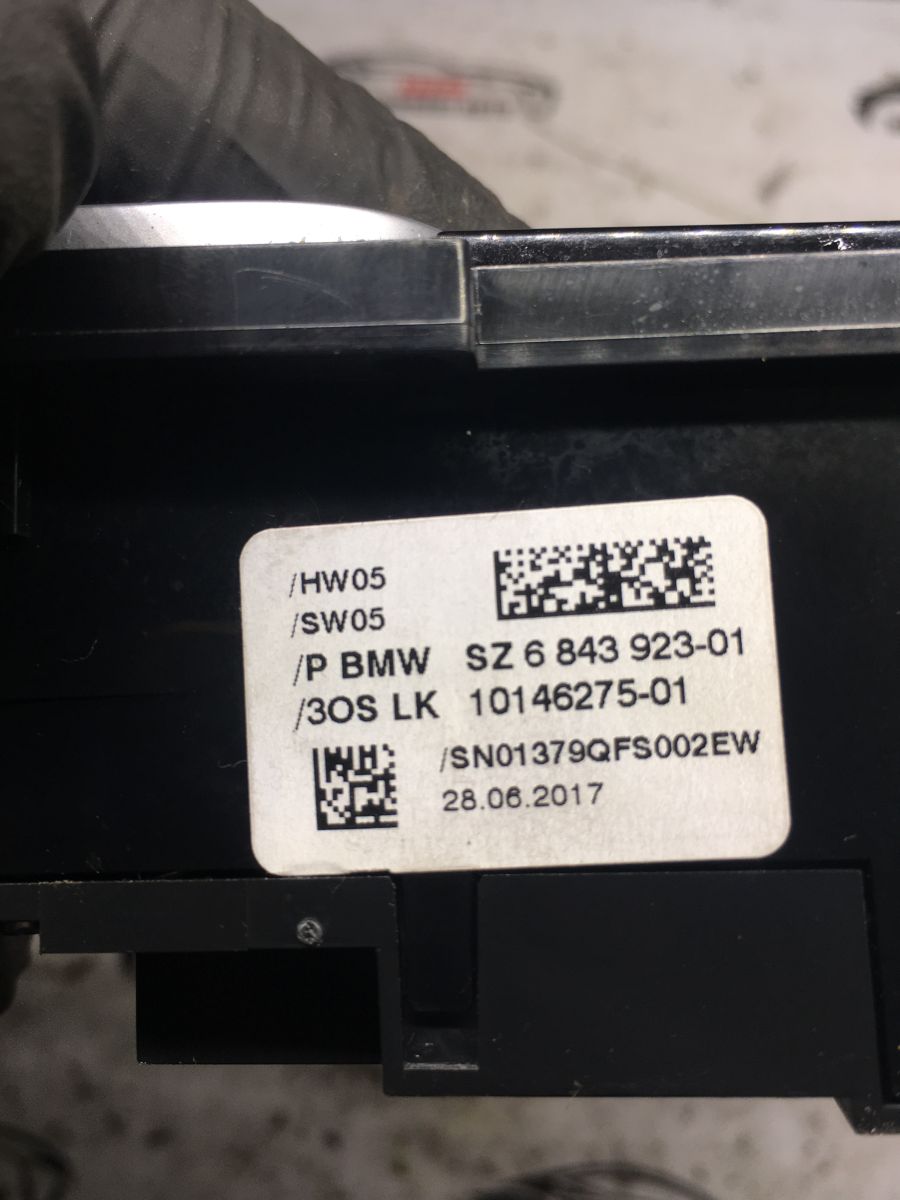 /HW05
/SW05
/P BMW SZ 6 843 923-01
/3OS LK 10146275-01
/SN01379QFS002EW
28.06.2017